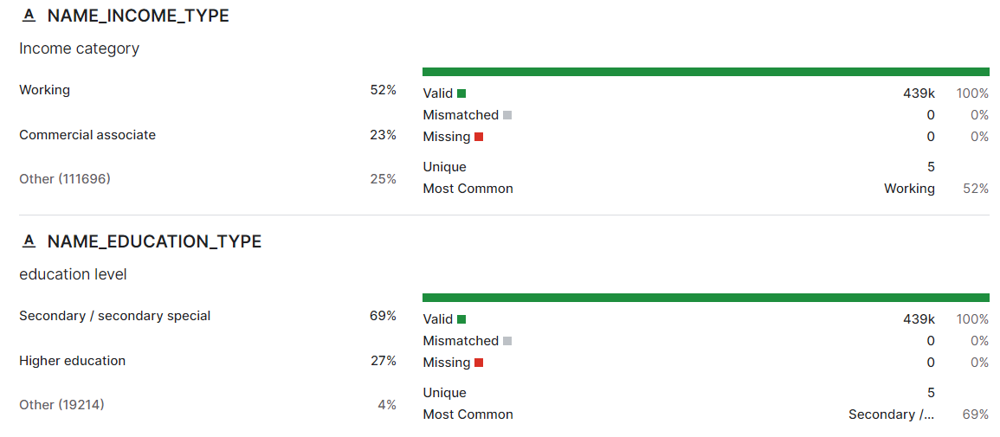 A NAME_INCOME_TYPE
Income category
Working 52%
Commercial associate 23%
Other (111696) 25%
Valid 439k 100%
Mismatched 0 0%
Missing 0 0%
Unique 5
Most Common Working 52%
A NAME_EDUCATION_TYPE
education level
Secondary / secondary special 69%
Higher education 27%
Other (19214) 4%
Valid 439k 100%
Mismatched 0 0%
Missing 0 0%
Unique 5
Most Common Secondary /... 69%